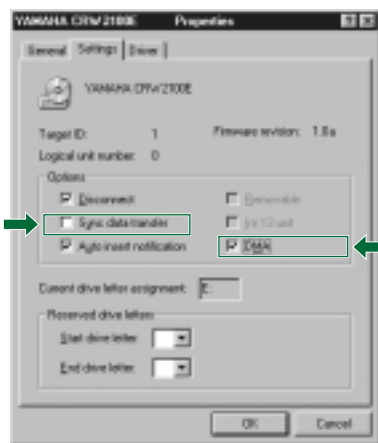 YAMAHA CRW2100E Properties
General Settings Driver
YAMAHA CRW2100E
Target ID: 1 Firmware revision: 1.0a
Logical unit number: 0
Options
Disconnect Removable
Sync data transfer Int 13 unit
Auto insert notification DMA
Current drive letter assignment: E:
Reserved drive letters
Start drive letter:
End drive letter:
OK Cancel